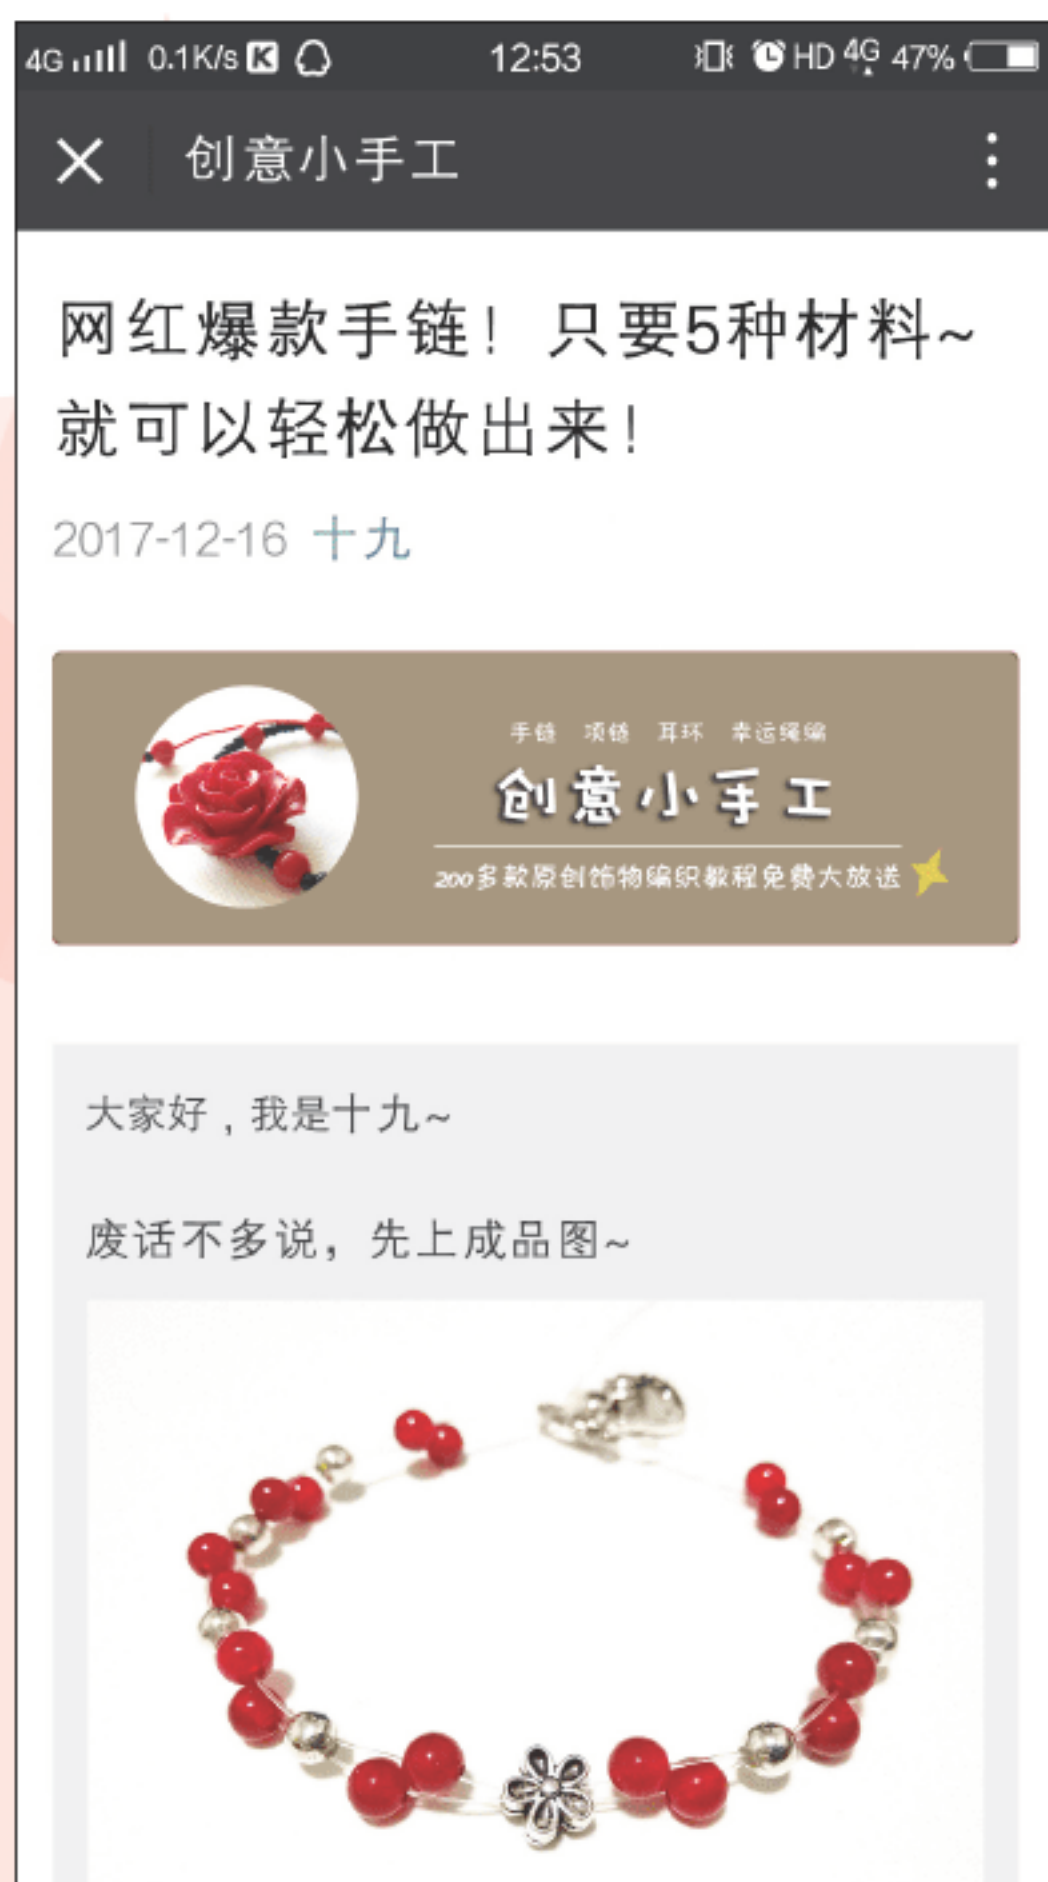 4G 0.1K/s K 12:53 HD 4G 47%
创意小手工
网红爆款手链！只要5种材料~
就可以轻松做出来！
2017-12-16 十九
手链 项链 耳环 幸运绳编
创意小手工
200多款原创饰物编织教程免费大放送
大家好，我是十九~
废话不多说，先上成品图~